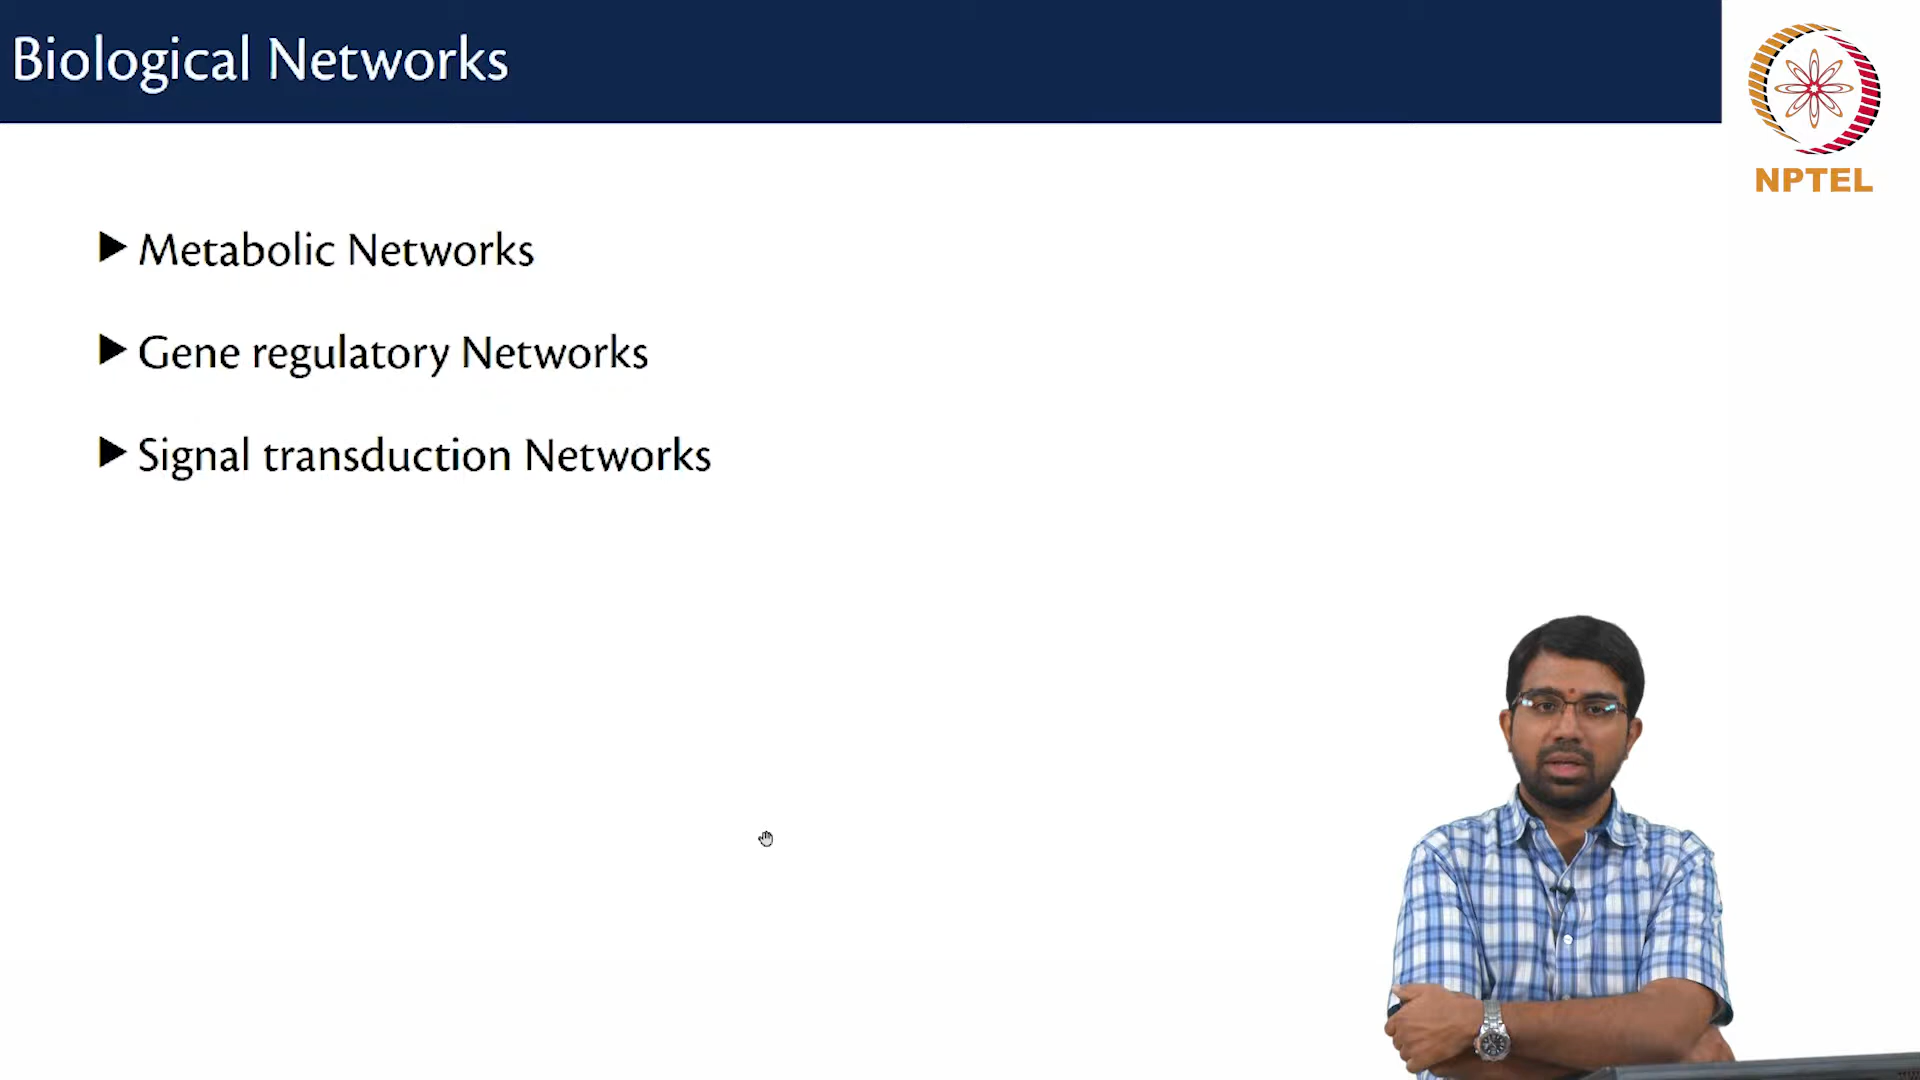 Biological Networks
NPTEL
Metabolic Networks
Gene regulatory Networks
Signal transduction Networks